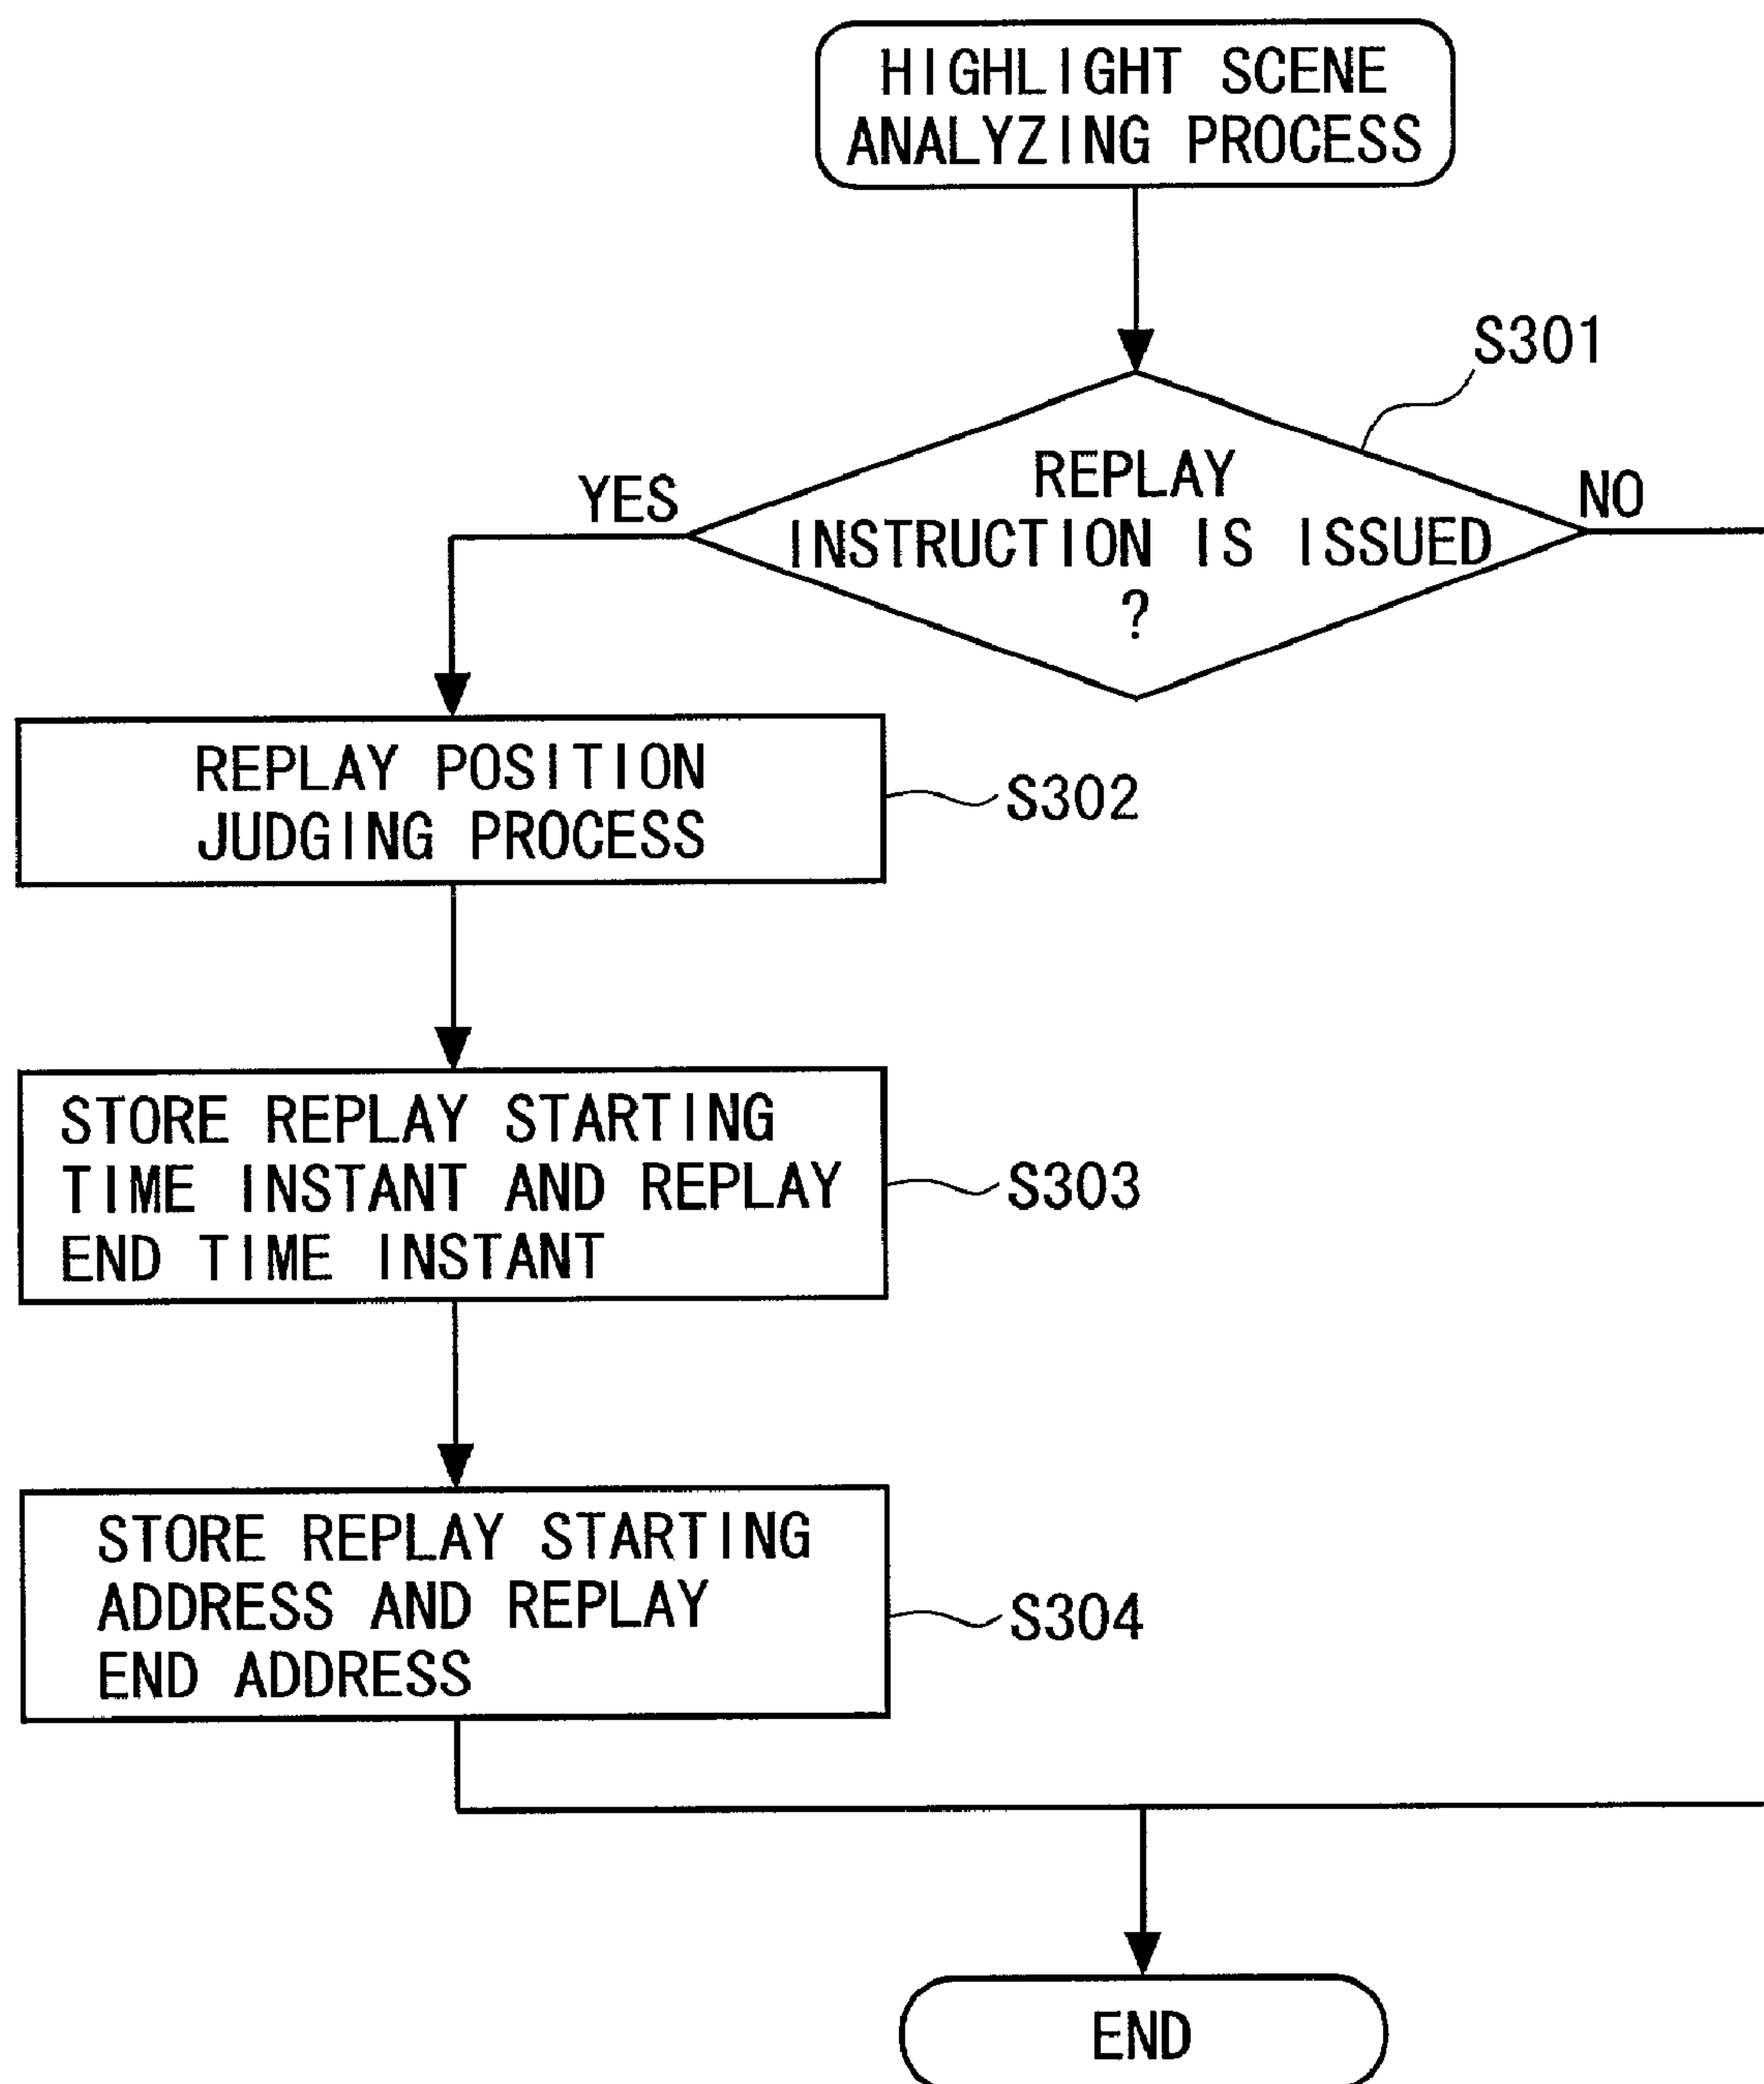 HIGHLIGHT SCENE
ANALYZING PROCESS
S301
REPLAY
INSTRUCTION IS ISSUED
?
YES
NO
REPLAY POSITION
JUDGING PROCESS
S302
STORE REPLAY STARTING
TIME INSTANT AND REPLAY
END TIME INSTANT
S303
STORE REPLAY STARTING
ADDRESS AND REPLAY
END ADDRESS
S304
END